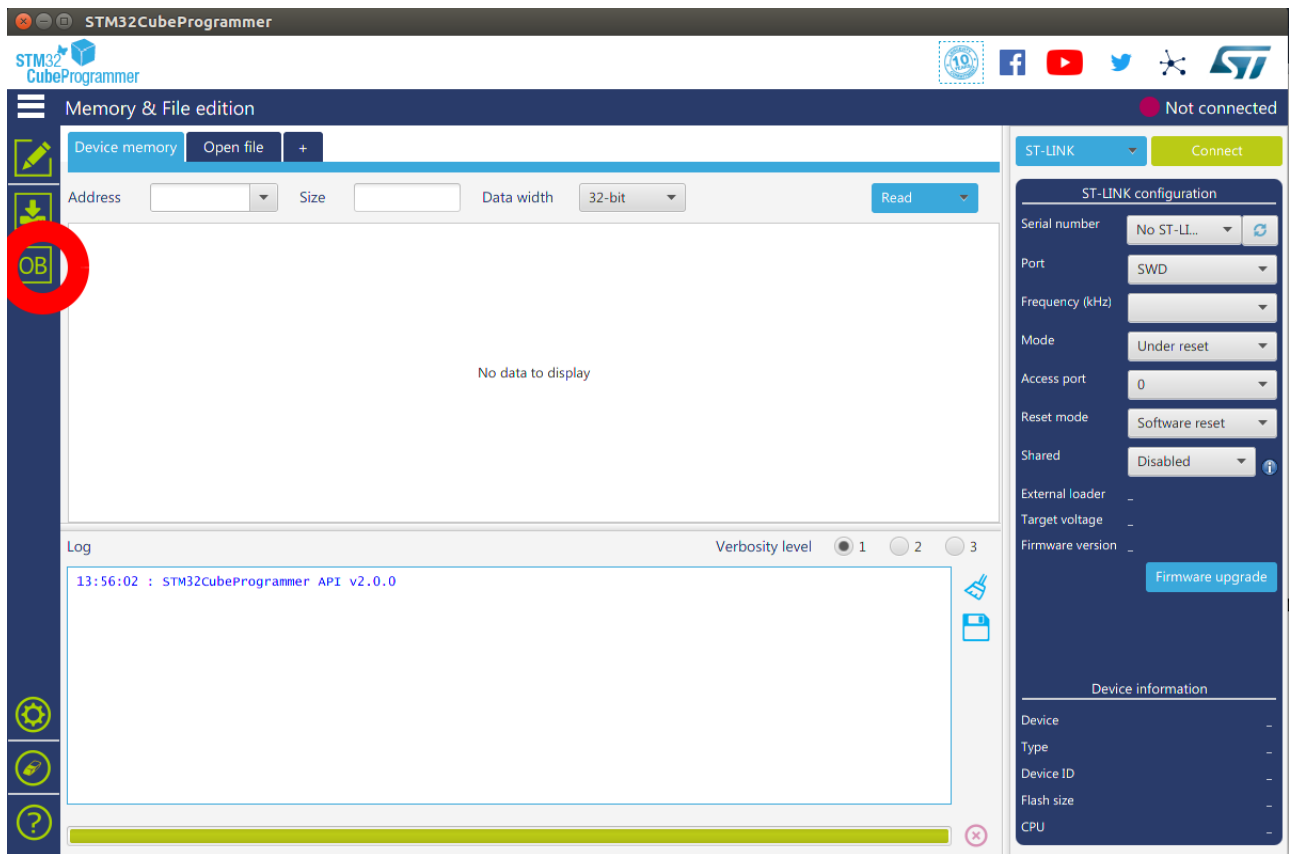 STM32CubeProgrammer
STM32
CubeProgrammer
10
Memory & File edition
Not connected
Device memory
Open file
+
ST-LINK
Connect
Address
Size
Data width
32-bit
Read
ST-LINK configuration
Serial number
No ST-LI...
OB
Port
SWD
Frequency (kHz)
Mode
Under reset
No data to display
Access port
0
Reset mode
Software reset
Shared
Disabled
External loader
_
Target voltage
_
Log
Verbosity level
1
2
3
Firmware version
_
13:56:02 : STM32CubeProgrammer API v2.0.0
Firmware upgrade
Device information
Device
_
Type
_
Device ID
_
Flash size
_
CPU
_
?